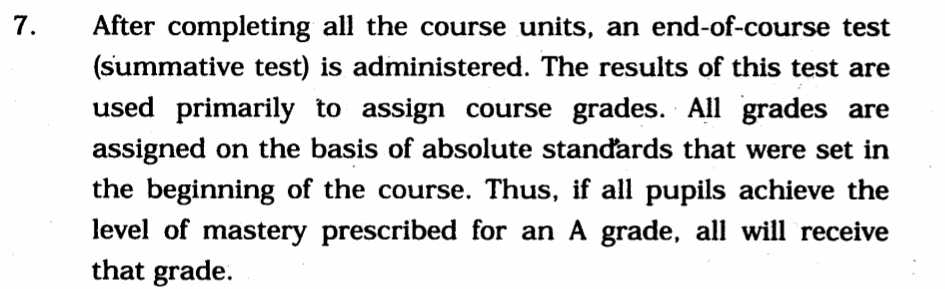 7. After completing all the course units, an end-of-course test
(summative test) is administered. The results of this test are
used primarily to assign course grades. All grades are
assigned on the basis of absolute standards that were set in
the beginning of the course. Thus, if all pupils achieve the
level of mastery prescribed for an A grade, all will receive
that grade.